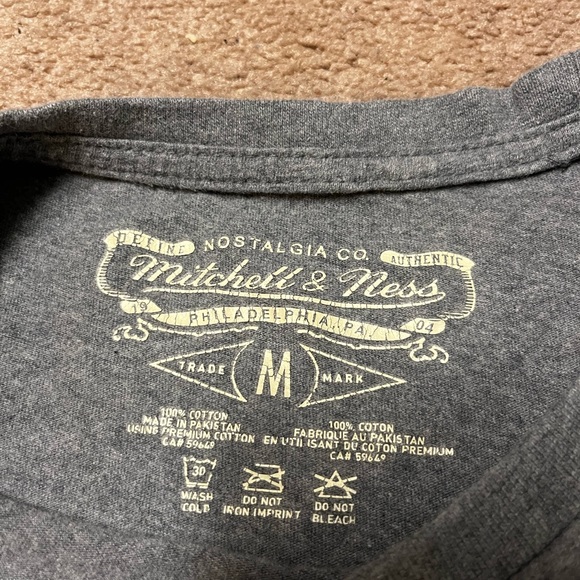 DEFINE NOSTALGIA CO. AUTHENTIC
Mitchell & Ness
19 PHILADELPHIA, PA. 04
TRADE M MARK
100% COTTON
MADE IN PAKISTAN
USING PREMIUM COTTON
CA# 59649
100% COTON
FABRIQUÉ AU PAKISTAN
EN UTILISANT DU COTON PREMIUM
CA# 59649
30
WASH
COLD
DO NOT
IRON IMPRINT
DO NOT
BLEACH